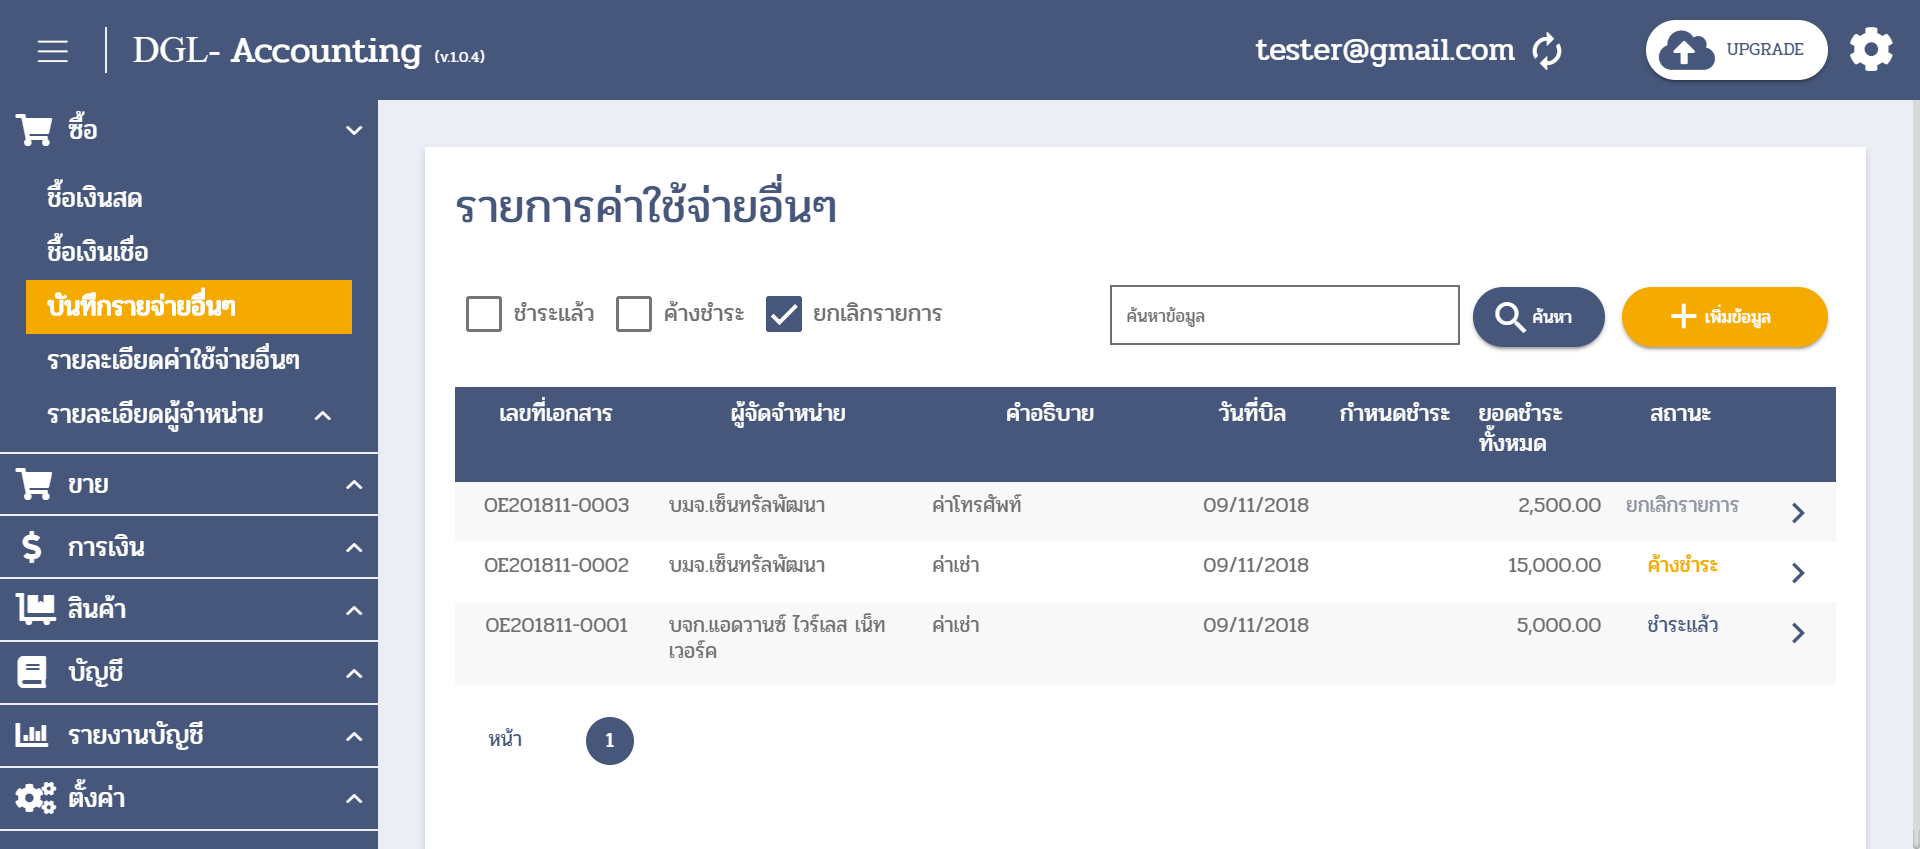 DGL- Accounting (v.1.0.4)
tester@gmail.com
UPGRADE
ซื้อ
ซื้อเงินสด
ซื้อเงินเชื่อ
บันทึกรายจ่ายอื่นๆ
รายละเอียดค่าใช้จ่ายอื่นๆ
รายละเอียดผู้จำหน่าย
ขาย
การเงิน
สินค้า
บัญชี
รายงานบัญชี
ตั้งค่า
รายการค่าใช้จ่ายอื่นๆ
ชำระแล้ว ค้างชำระ ยกเลิกรายการ
ค้นหาข้อมูล
ค้นหา
เพิ่มข้อมูล
เลขที่เอกสาร ผู้จัดจำหน่าย คำอธิบาย วันที่บิล กำหนดชำระ ยอดชำระ สถานะ
ทั้งหมด
OE201811-0003 บมจ.เซ็นทรัลพัฒนา ค่าโทรศัพท์ 09/11/2018 2,500.00 ยกเลิกรายการ
OE201811-0002 บมจ.เซ็นทรัลพัฒนา ค่าเช่า 09/11/2018 15,000.00 ค้างชำระ
OE201811-0001 บจก.แอดวานซ์ ไวร์เลส เน็ท ค่าเช่า 09/11/2018 5,000.00 ชำระแล้ว
เวอร์ค
หน้า 1